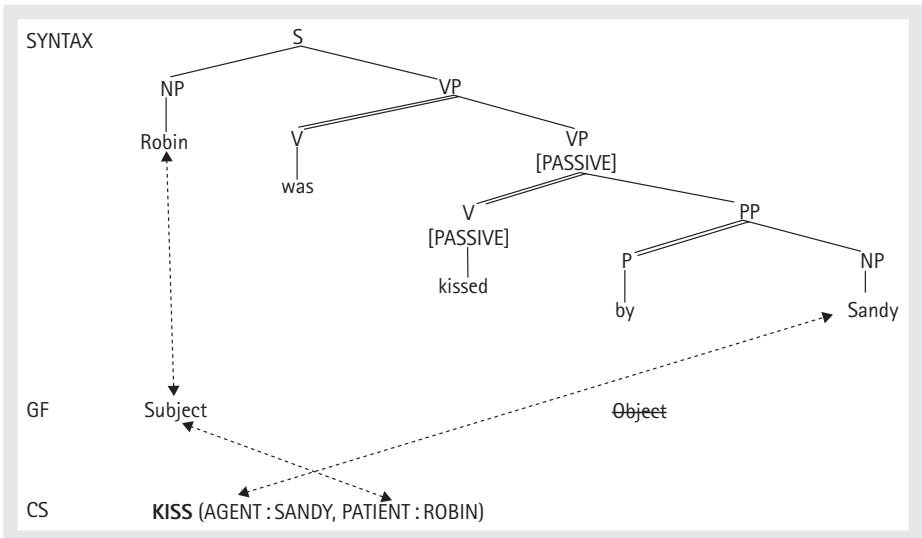 SYNTAX
S
NP
VP
Robin
V
VP
[PASSIVE]
was
V
[PASSIVE]
PP
kissed
P
NP
by
Sandy
GF
Subject
Object
CS
KISS (AGENT : SANDY, PATIENT : ROBIN)